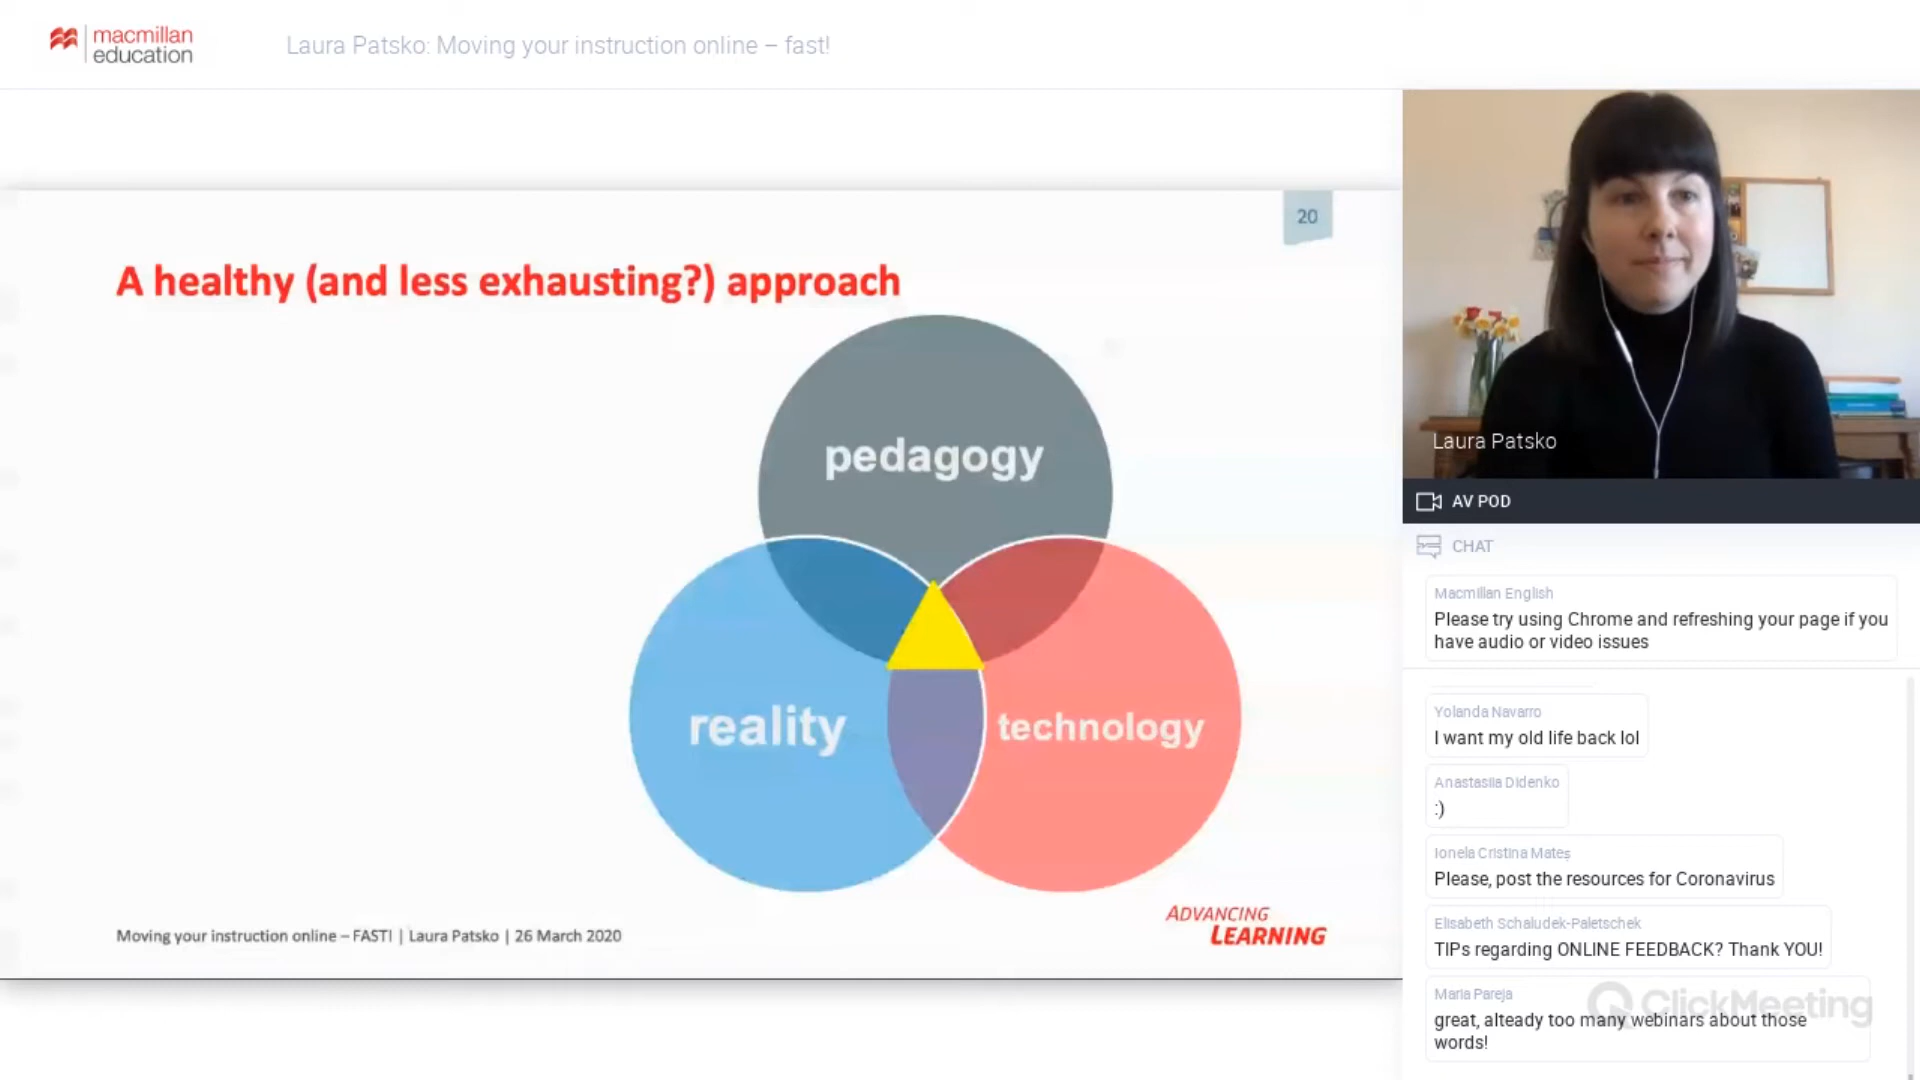 macmillan
education
Laura Patsko: Moving your instruction online – fast!
20
A healthy (and less exhausting?) approach
pedagogy
reality
technology
Moving your instruction online – FAST! | Laura Patsko | 26 March 2020
ADVANCING
LEARNING
Laura Patsko
AV POD
CHAT
Macmillan English
Please try using Chrome and refreshing your page if you
have audio or video issues
Yolanda Navarro
I want my old life back lol
Anastasiia Didenko
:)
Ionela Cristina Mateș
Please, post the resources for Coronavirus
Elisabeth Schaludek-Paletschek
TIPs regarding ONLINE FEEDBACK? Thank YOU!
Maria Pareja
great, alteady too many webinars about those
words!
ClickMeeting